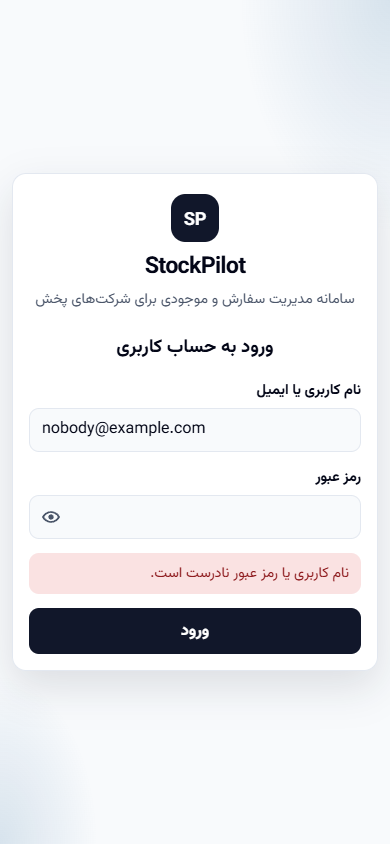 SP
StockPilot
سامانه مدیریت سفارش و موجودی برای شرکت‌های پخش
ورود به حساب کاربری
نام کاربری یا ایمیل
nobody@example.com
رمز عبور
نام کاربری یا رمز عبور نادرست است.
ورود